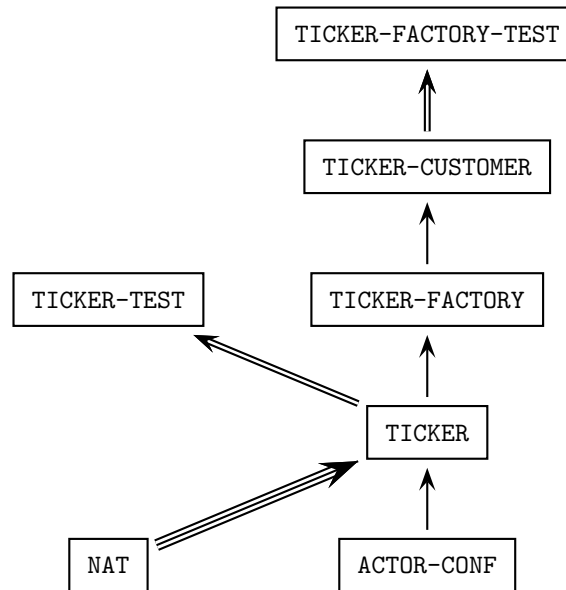 TICKER-FACTORY-TEST
TICKER-CUSTOMER
TICKER-TEST
TICKER-FACTORY
TICKER
NAT
ACTOR-CONF